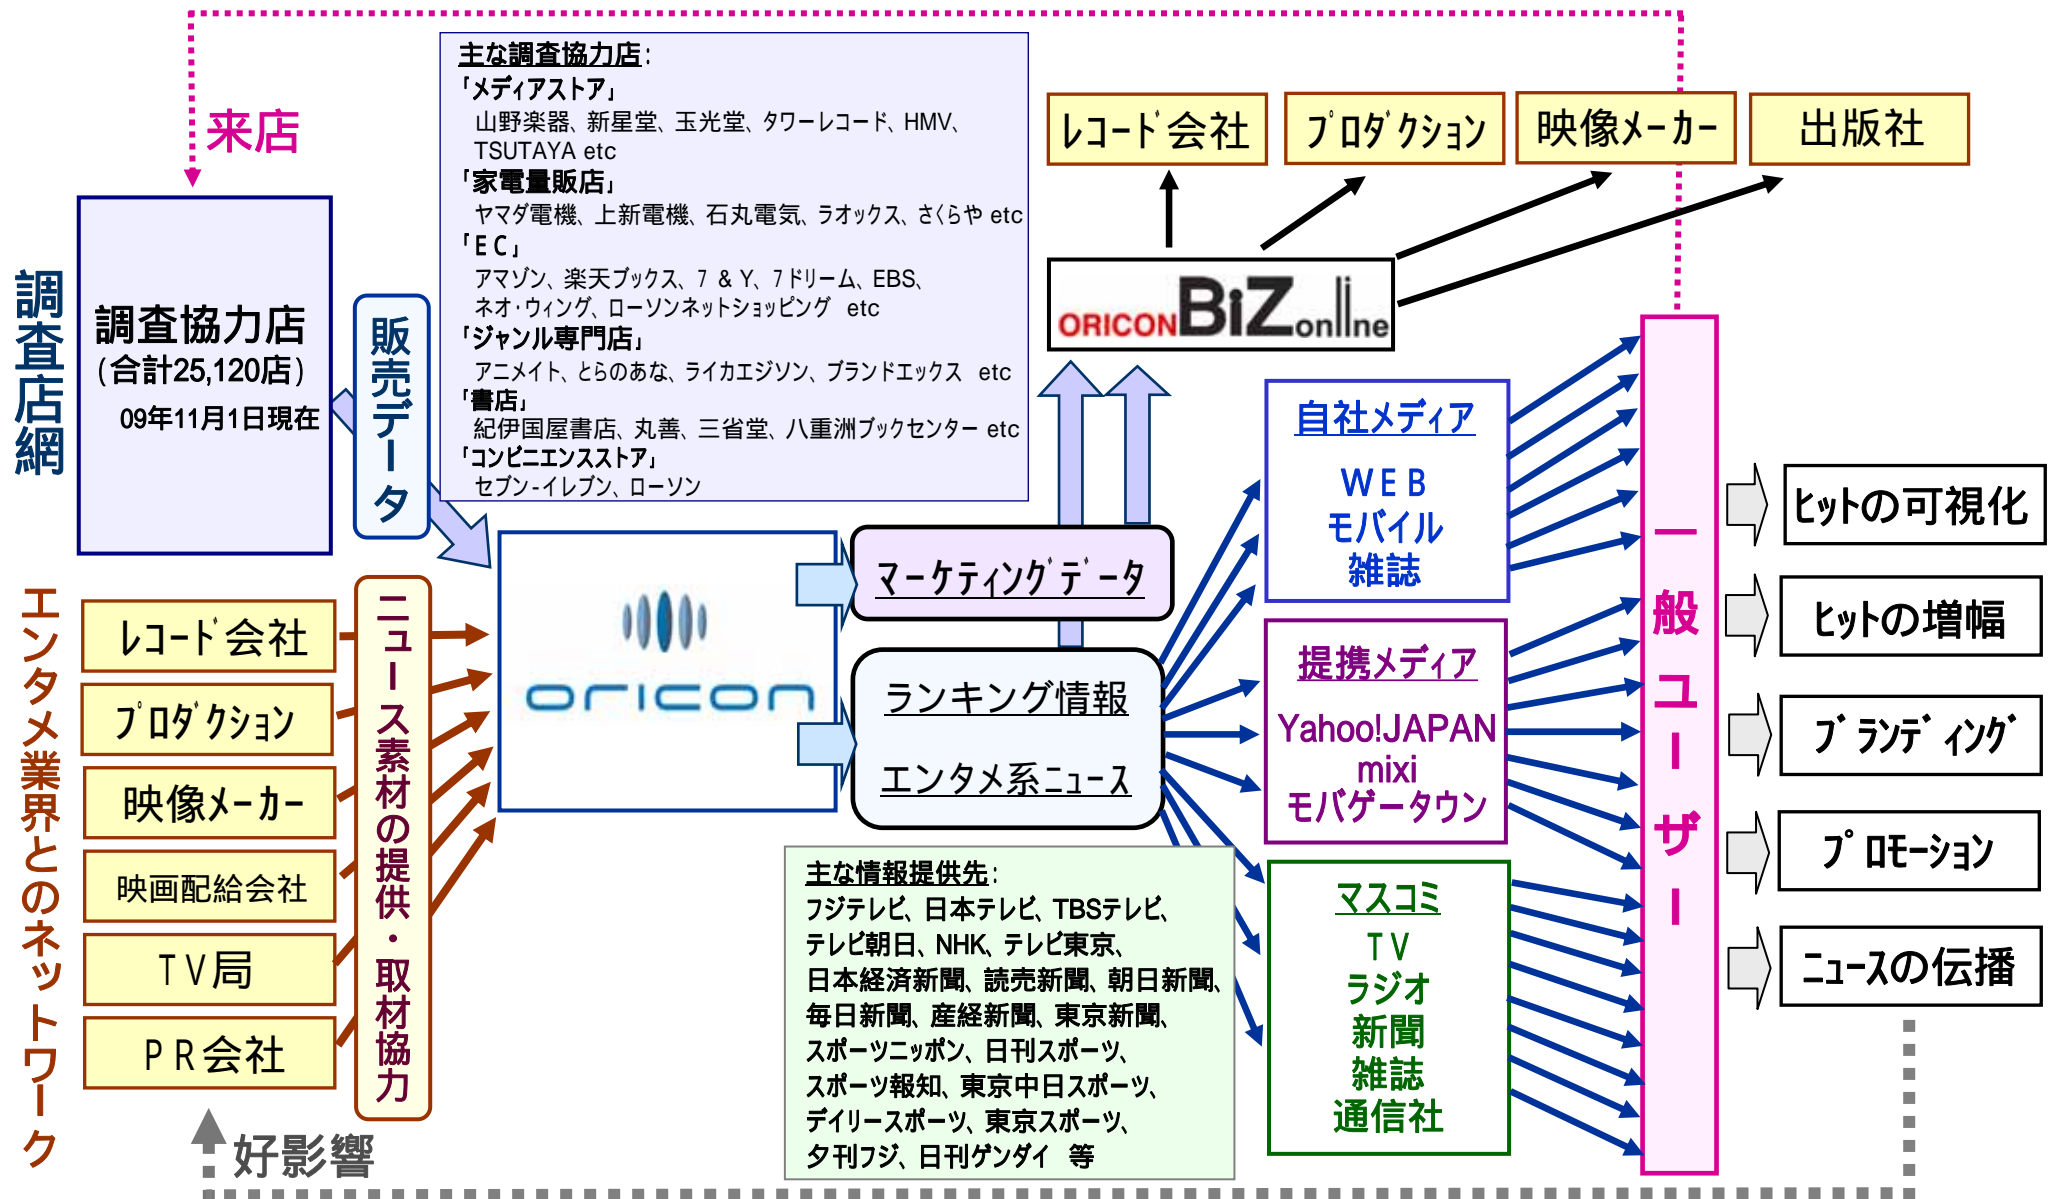 来店
調査店網
調査協力店
(合計25,120店)
09年11月1日現在
販売データ
主な調査協力店:
「メディアストア」
山野楽器、新星堂、玉光堂、タワーレコード、HMV、
TSUTAYA etc
「家電量販店」
ヤマダ電機、上新電機、石丸電気、ラオックス、さくらや etc
「EC」
アマゾン、楽天ブックス、7 & Y、7ドリーム、EBS、
ネオ・ウィング、ローソンネットショッピング etc
「ジャンル専門店」
アニメイト、とらのあな、ライカエジソン、ブランドエックス etc
「書店」
紀伊国屋書店、丸善、三省堂、八重洲ブックセンター etc
「コンビニエンスストア」
セブン-イレブン、ローソン
レコード会社
プロダクション
映像メーカー
出版社
ORICON BiZ online
エンタメ業界とのネットワーク
レコード会社
プロダクション
映像メーカー
映画配給会社
TV局
PR会社
ニュース素材の提供・取材協力
oricon
マーケティングデータ
ランキング情報
エンタメ系ニュース
主な情報提供先:
フジテレビ、日本テレビ、TBSテレビ、
テレビ朝日、NHK、テレビ東京、
日本経済新聞、読売新聞、朝日新聞、
毎日新聞、産経新聞、東京新聞、
スポーツニッポン、日刊スポーツ、
スポーツ報知、東京中日スポーツ、
デイリースポーツ、東京スポーツ、
夕刊フジ、日刊ゲンダイ 等
自社メディア
WEB
モバイル
雑誌
提携メディア
Yahoo!JAPAN
mixi
モバゲータウン
マスコミ
TV
ラジオ
新聞
雑誌
通信社
一般ユーザー
ヒットの可視化
ヒットの増幅
ブランディング
プロモーション
ニュースの伝播
好影響